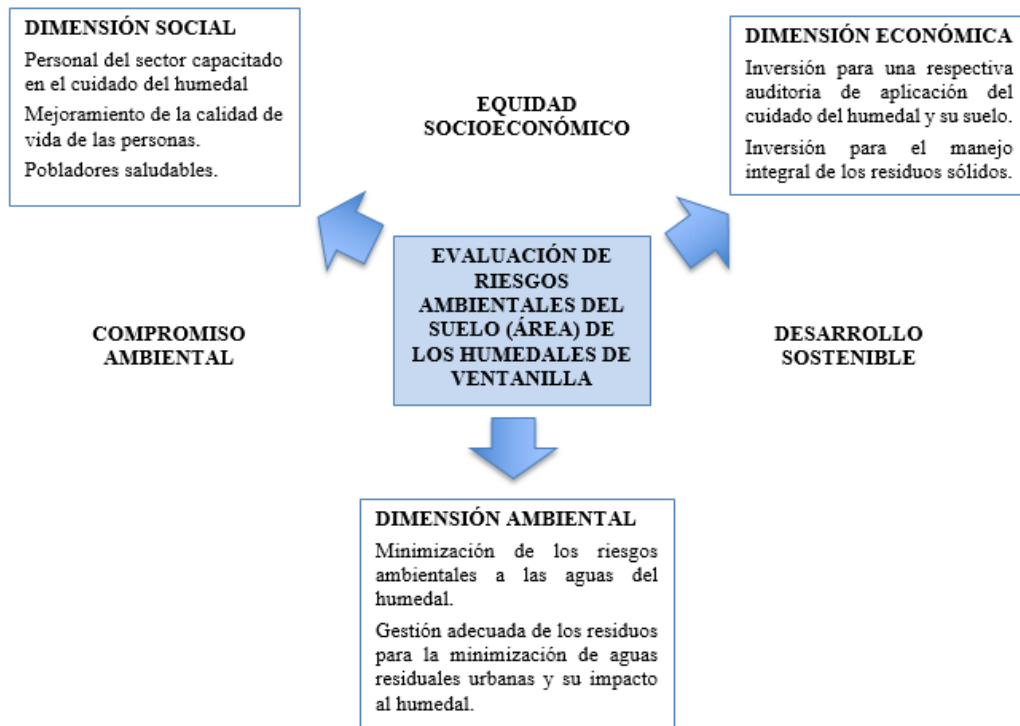 DIMENSIÓN SOCIAL
Personal del sector capacitado
en el cuidado del humedal
Mejoramiento de la calidad de
vida de las personas.
Pobladores saludables.
EQUIDAD
SOCIOECONÓMICO
DIMENSIÓN ECONÓMICA
Inversión para una respectiva
auditoria de aplicación del
cuidado del humedal y su suelo.
Inversión para el manejo
integral de los residuos sólidos.
COMPROMISO
AMBIENTAL
EVALUACIÓN DE
RIESGOS
AMBIENTALES DEL
SUELO (ÁREA) DE
LOS HUMEDALES DE
VENTANILLA
DESARROLLO
SOSTENIBLE
DIMENSIÓN AMBIENTAL
Minimización de los riesgos
ambientales a las aguas del
humedal.
Gestión adecuada de los residuos
para la minimización de aguas
residuales urbanas y su impacto
al humedal.